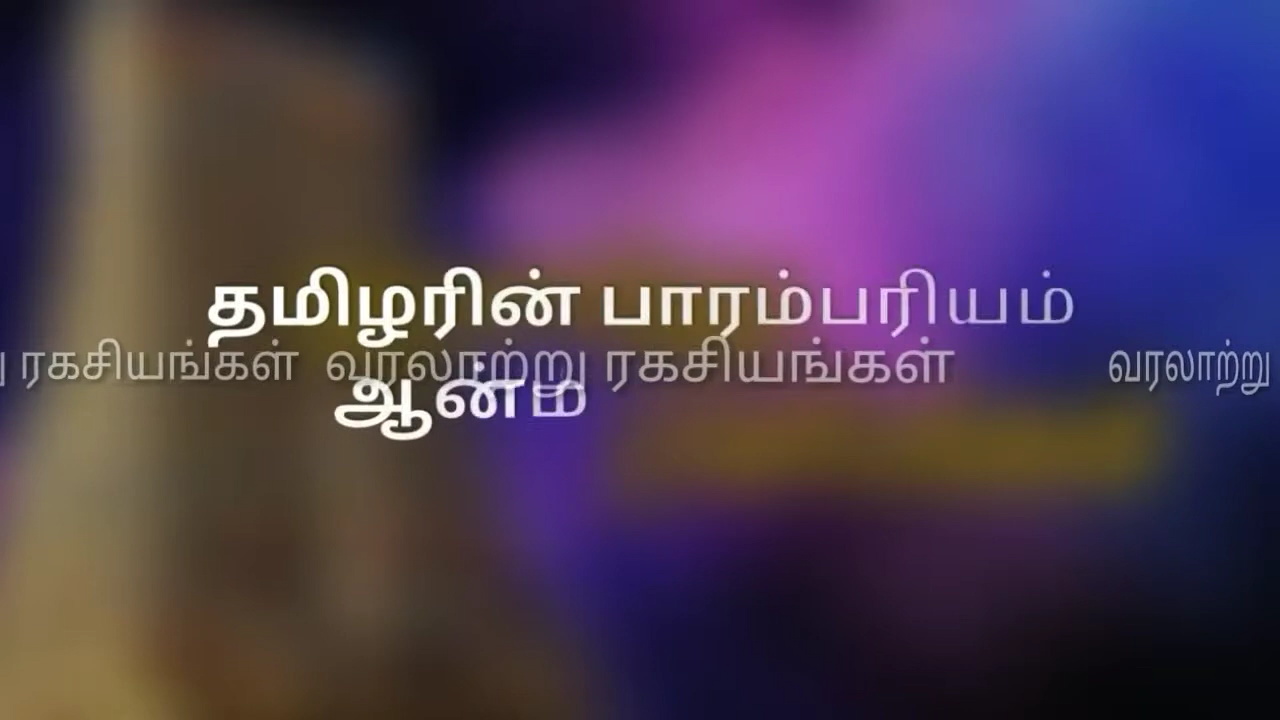 தமிழரின் பாரம்பரியம்
ரகசியங்கள் வரலாற்று ரகசியங்கள் வரலாற்று
ஆன்ம